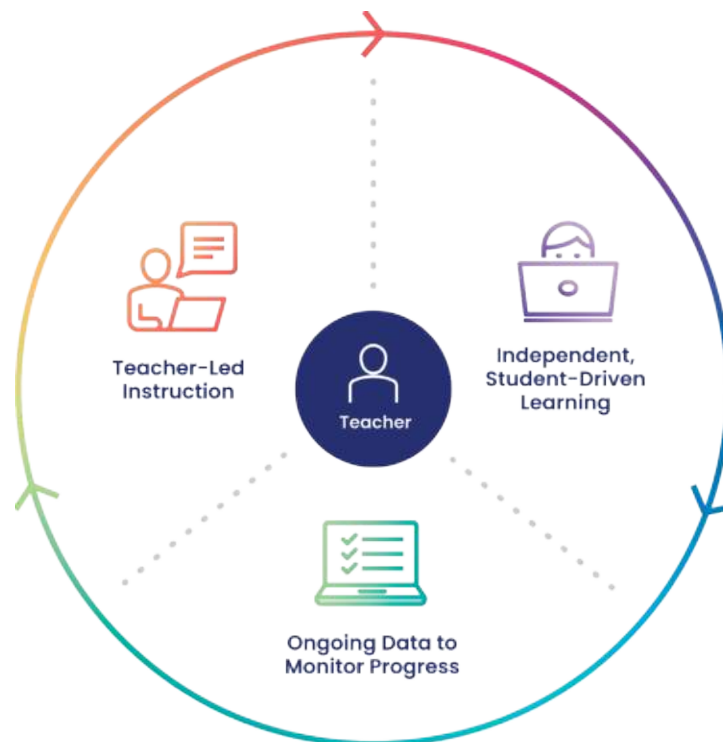 Teacher-Led
Instruction
Independent,
Student-Driven
Learning
Teacher
Ongoing Data to
Monitor Progress